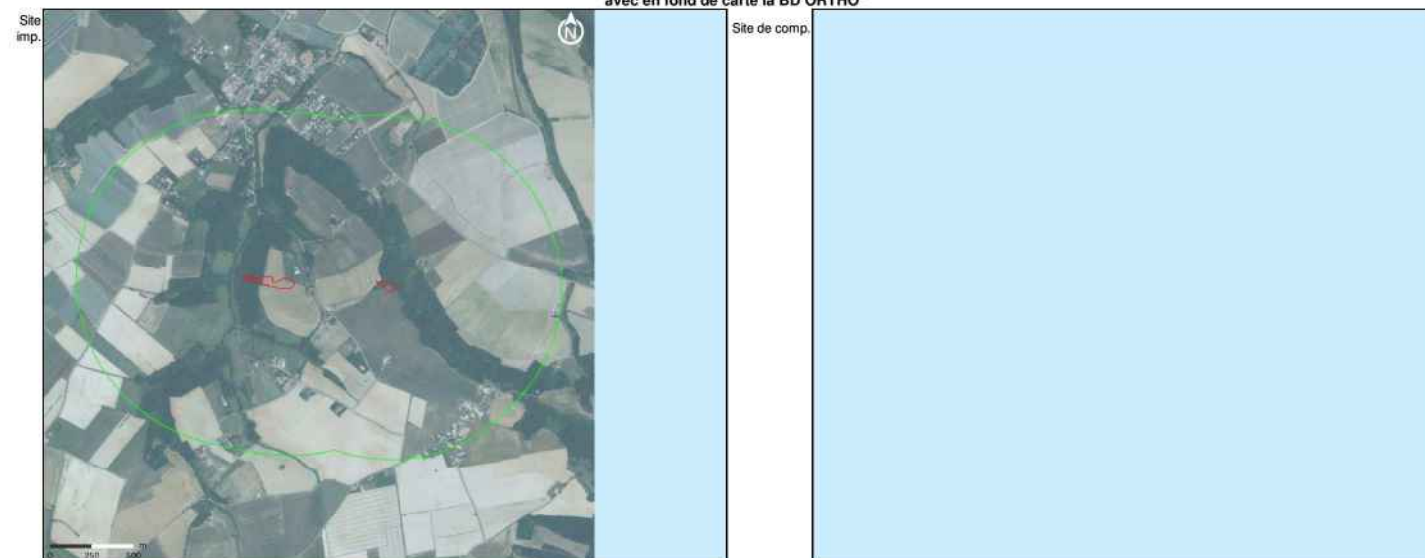 avec en fond de carte la BD ORTHO
Site
imp.
N
Site de comp.
0 250 500 m